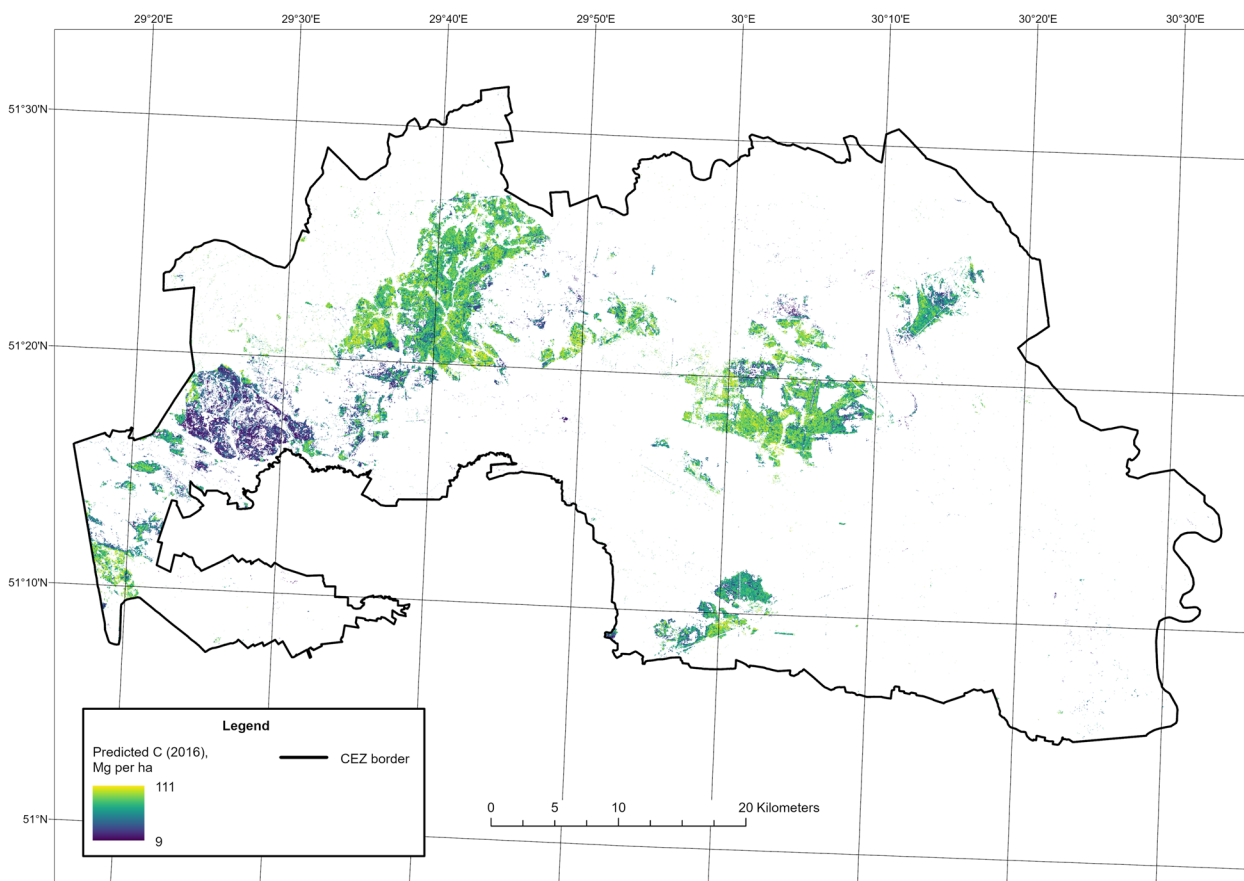 29°20'E 29°30'E 29°40'E 29°50'E 30°E 30°10'E 30°20'E 30°30'E
51°30'N
51°20'N
51°10'N
51°N
Legend
Predicted C (2016),
Mg per ha
CEZ border
111
9
0 5 10 20 Kilometers